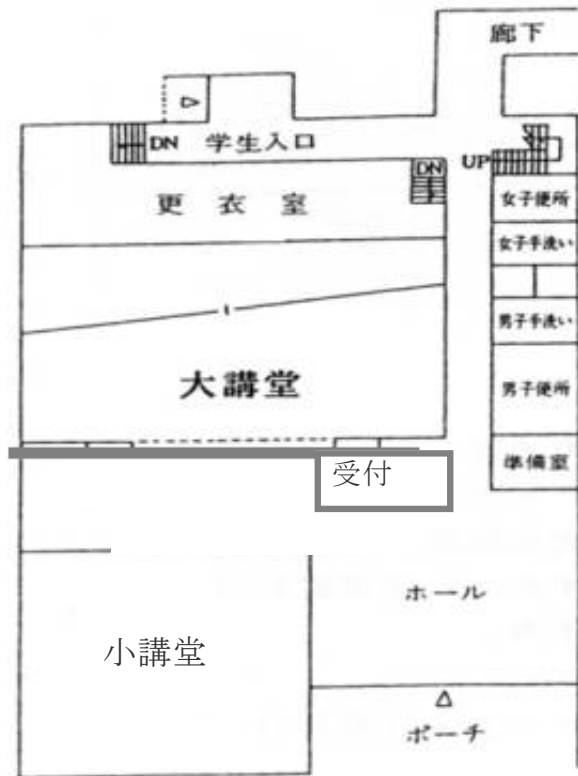 廊下
DN 学生入口
UP
DN
更衣室
女子便所
女子手洗い
男子手洗い
大講堂
男子便所
準備室
受付
ホール
小講堂
ポーチ